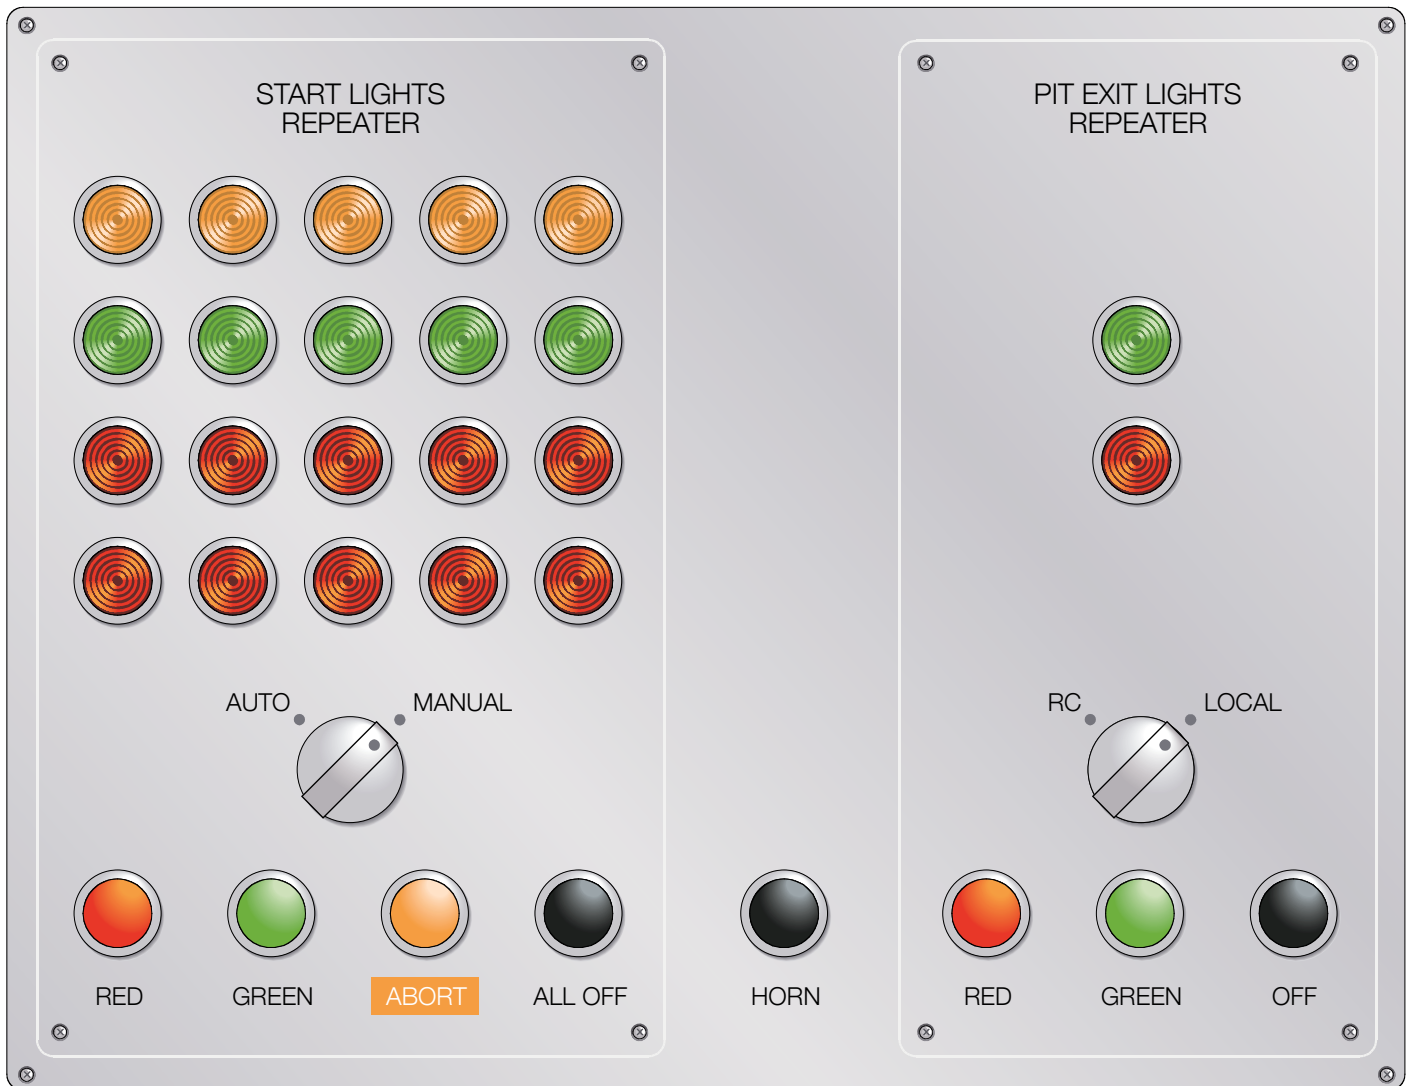 START LIGHTS
REPEATER
PIT EXIT LIGHTS
REPEATER
AUTO
MANUAL
RC
LOCAL
RED
GREEN
ABORT
ALL OFF
HORN
RED
GREEN
OFF